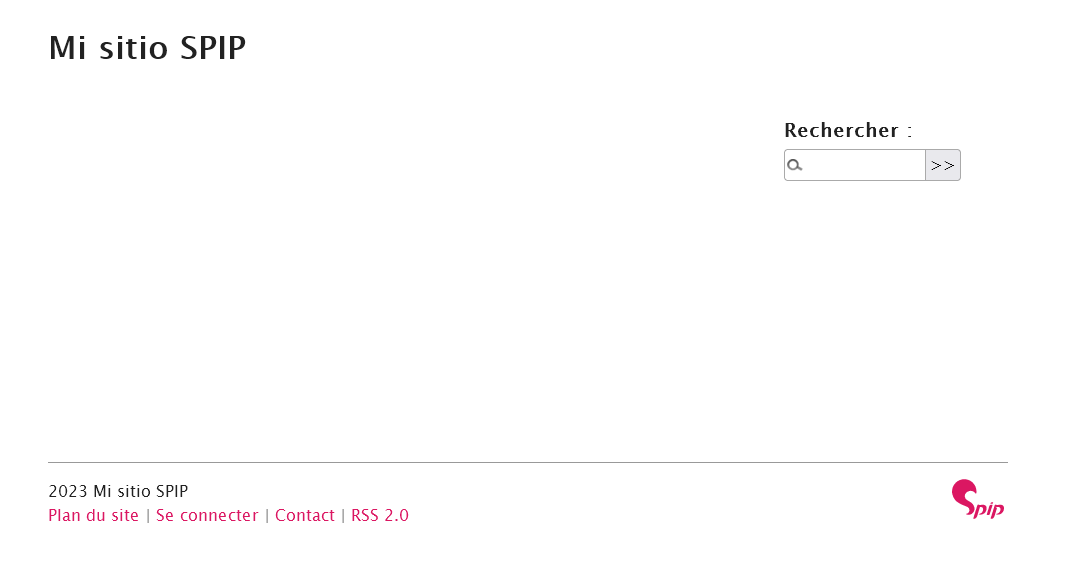 Mi sitio SPIP
Rechercher :
>>
2023 Mi sitio SPIP
Plan du site | Se connecter | Contact | RSS 2.0
Spip